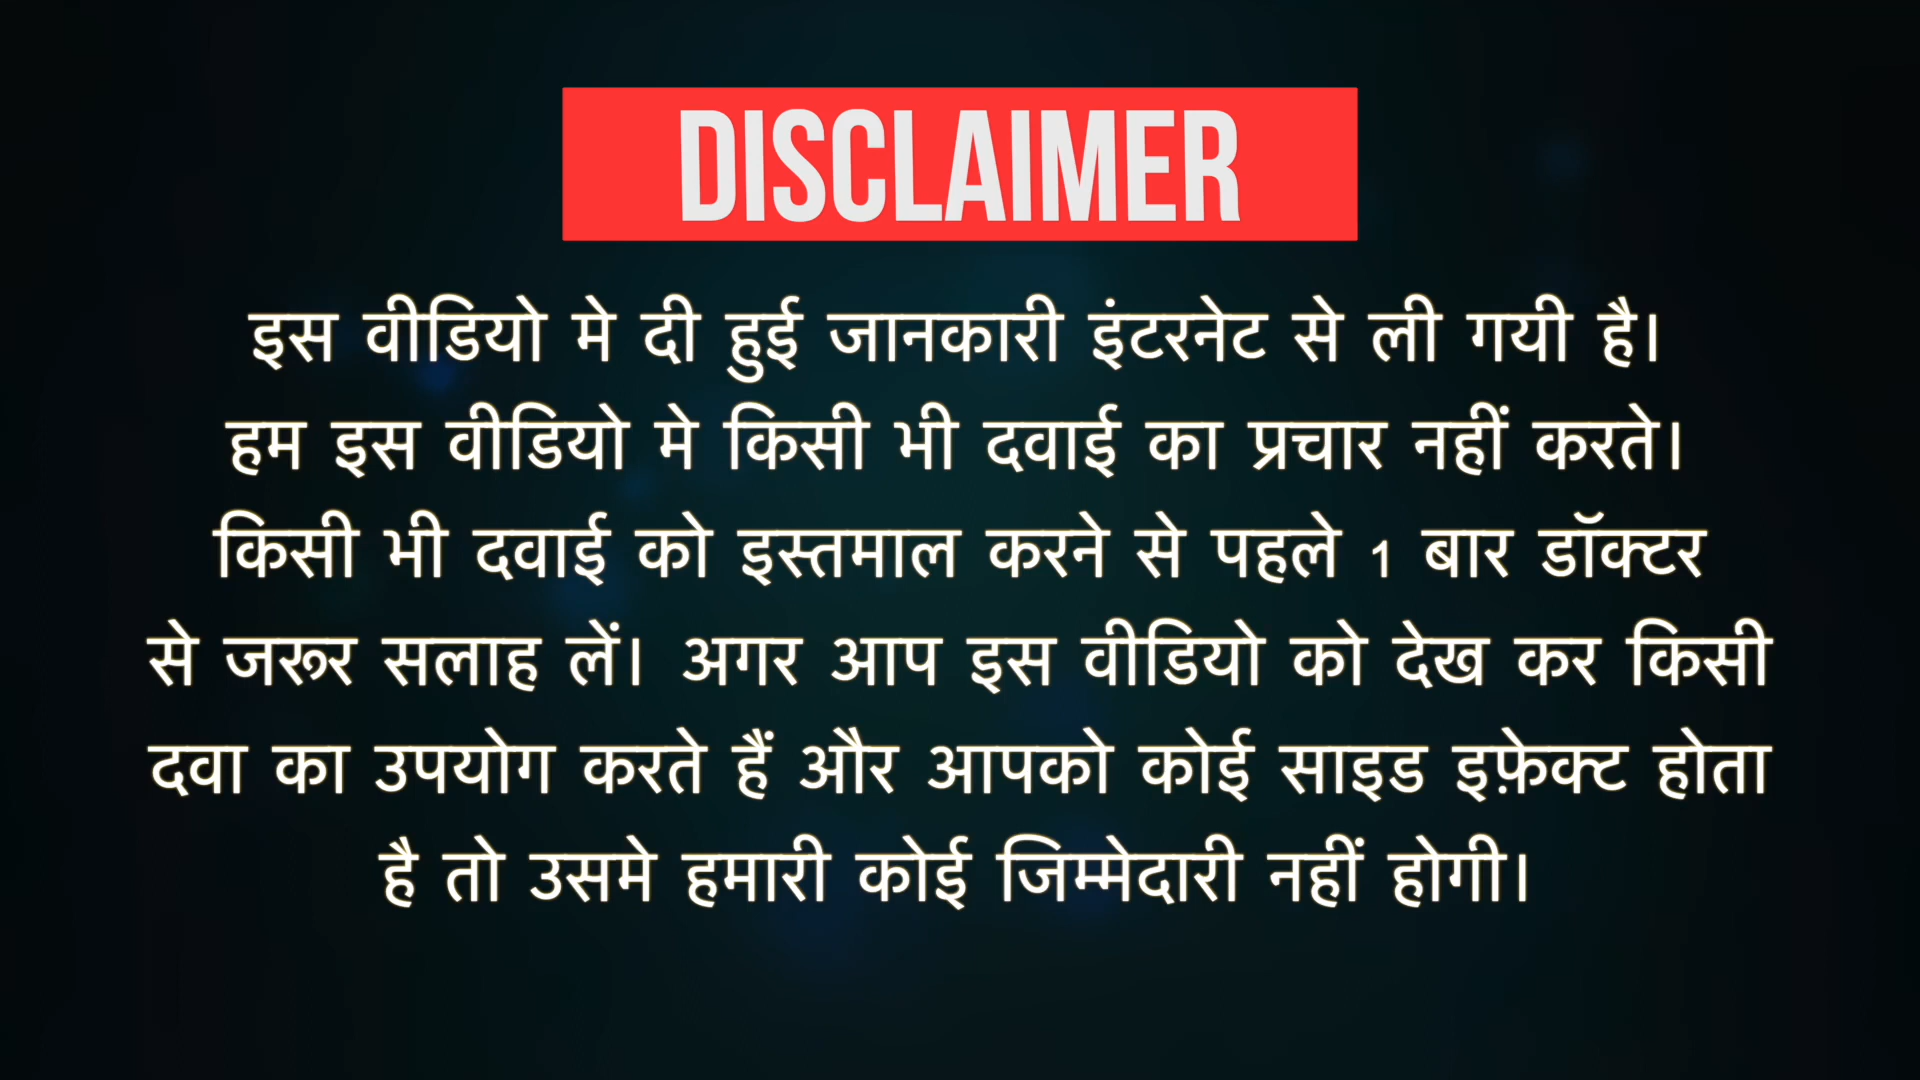 DISCLAIMER
इस वीडियो मे दी हुई जानकारी इंटरनेट से ली गयी है।
हम इस वीडियो मे किसी भी दवाई का प्रचार नहीं करते।
किसी भी दवाई को इस्तमाल करने से पहले 1 बार डॉक्टर
से जरूर सलाह लें। अगर आप इस वीडियो को देख कर किसी
दवा का उपयोग करते हैं और आपको कोई साइड इफ़ेक्ट होता
है तो उसमे हमारी कोई जिम्मेदारी नहीं होगी।